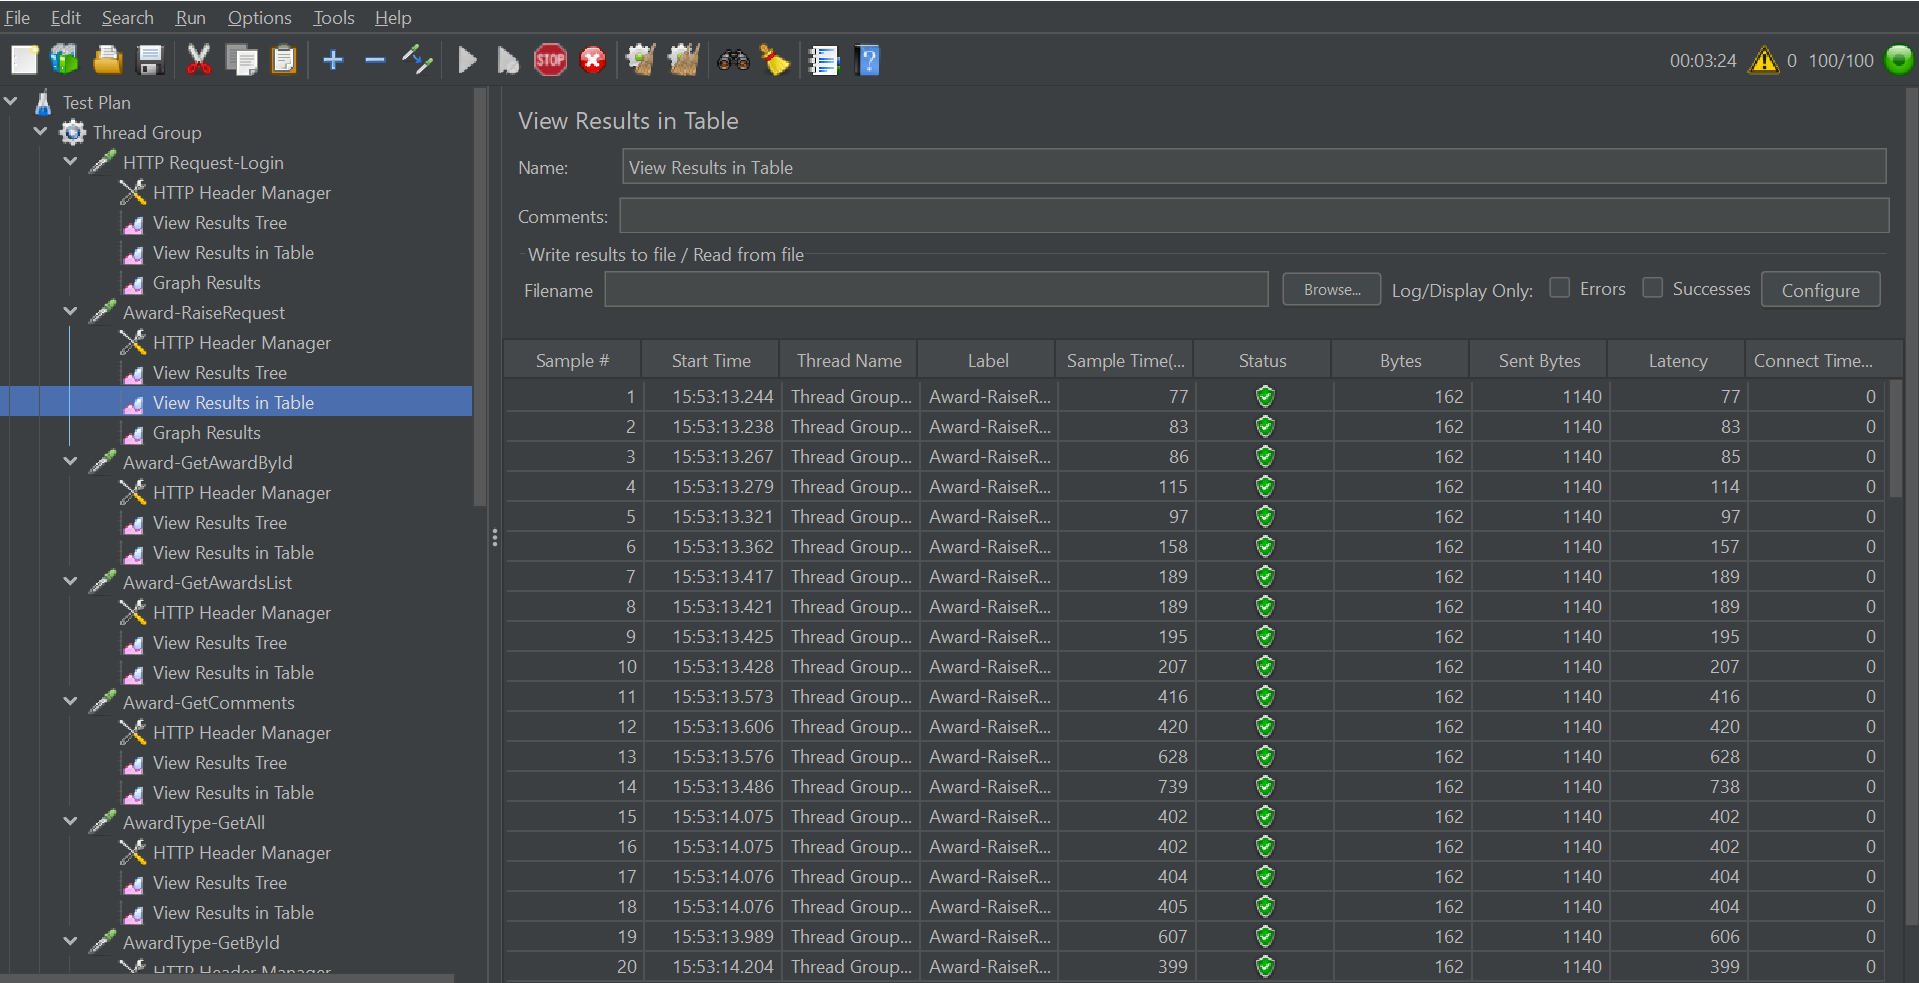 File Edit Search Run Options Tools Help
STOP
00:03:24 0 100/100
Test Plan
Thread Group
HTTP Request-Login
HTTP Header Manager
View Results Tree
View Results in Table
Graph Results
Award-RaiseRequest
HTTP Header Manager
View Results Tree
View Results in Table
Graph Results
Award-GetAwardById
HTTP Header Manager
View Results Tree
View Results in Table
Award-GetAwardsList
HTTP Header Manager
View Results Tree
View Results in Table
Award-GetComments
HTTP Header Manager
View Results Tree
View Results in Table
AwardType-GetAll
HTTP Header Manager
View Results Tree
View Results in Table
AwardType-GetById
HTTP Header Manager
View Results in Table
Name: View Results in Table
Comments:
Write results to file / Read from file
Filename Browse... Log/Display Only: Errors Successes Configure
Sample # Start Time Thread Name Label Sample Time(... Status Bytes Sent Bytes Latency Connect Time...
1 15:53:13.244 Thread Group... Award-RaiseR... 77 162 1140 77 0
2 15:53:13.238 Thread Group... Award-RaiseR... 83 162 1140 83 0
3 15:53:13.267 Thread Group... Award-RaiseR... 86 162 1140 85 0
4 15:53:13.279 Thread Group... Award-RaiseR... 115 162 1140 114 0
5 15:53:13.321 Thread Group... Award-RaiseR... 97 162 1140 97 0
6 15:53:13.362 Thread Group... Award-RaiseR... 158 162 1140 157 0
7 15:53:13.417 Thread Group... Award-RaiseR... 189 162 1140 189 0
8 15:53:13.421 Thread Group... Award-RaiseR... 189 162 1140 189 0
9 15:53:13.425 Thread Group... Award-RaiseR... 195 162 1140 195 0
10 15:53:13.428 Thread Group... Award-RaiseR... 207 162 1140 207 0
11 15:53:13.573 Thread Group... Award-RaiseR... 416 162 1140 416 0
12 15:53:13.606 Thread Group... Award-RaiseR... 420 162 1140 420 0
13 15:53:13.576 Thread Group... Award-RaiseR... 628 162 1140 628 0
14 15:53:13.486 Thread Group... Award-RaiseR... 739 162 1140 738 0
15 15:53:14.075 Thread Group... Award-RaiseR... 402 162 1140 402 0
16 15:53:14.075 Thread Group... Award-RaiseR... 402 162 1140 402 0
17 15:53:14.076 Thread Group... Award-RaiseR... 404 162 1140 404 0
18 15:53:14.076 Thread Group... Award-RaiseR... 405 162 1140 404 0
19 15:53:13.989 Thread Group... Award-RaiseR... 607 162 1140 606 0
20 15:53:14.204 Thread Group... Award-RaiseR... 399 162 1140 399 0